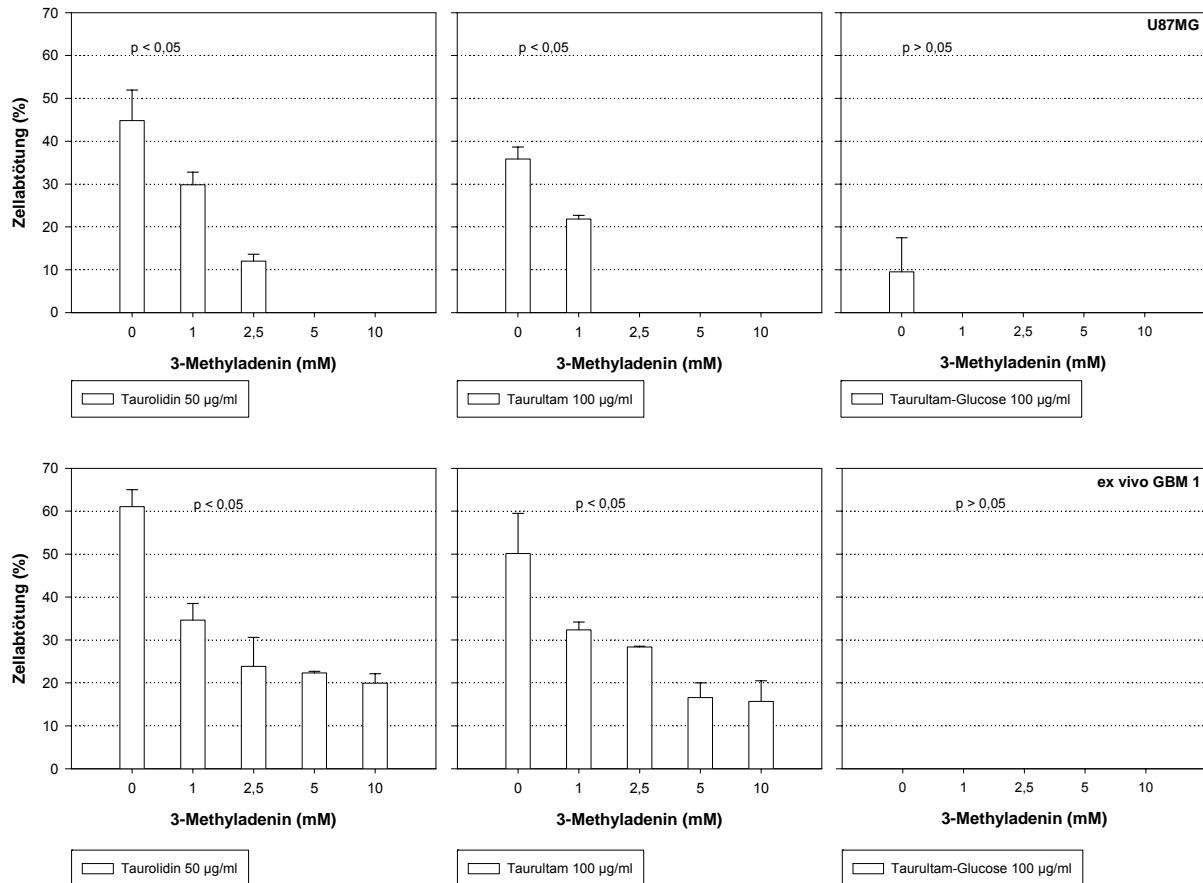 U87MG
p < 0,05
p < 0,05
p > 0,05
Zellabtötung (%)
70
60
50
40
30
20
10
0
0 1 2,5 5 10
0 1 2,5 5 10
0 1 2,5 5 10
3-Methyladenin (mM)
3-Methyladenin (mM)
3-Methyladenin (mM)
Taurolidin 50 µg/ml
Taurultam 100 µg/ml
Taurultam-Glucose 100 µg/ml
ex vivo GBM 1
p < 0,05
p < 0,05
p > 0,05
Zellabtötung (%)
70
60
50
40
30
20
10
0
0 1 2,5 5 10
0 1 2,5 5 10
0 1 2,5 5 10
3-Methyladenin (mM)
3-Methyladenin (mM)
3-Methyladenin (mM)
Taurolidin 50 µg/ml
Taurultam 100 µg/ml
Taurultam-Glucose 100 µg/ml